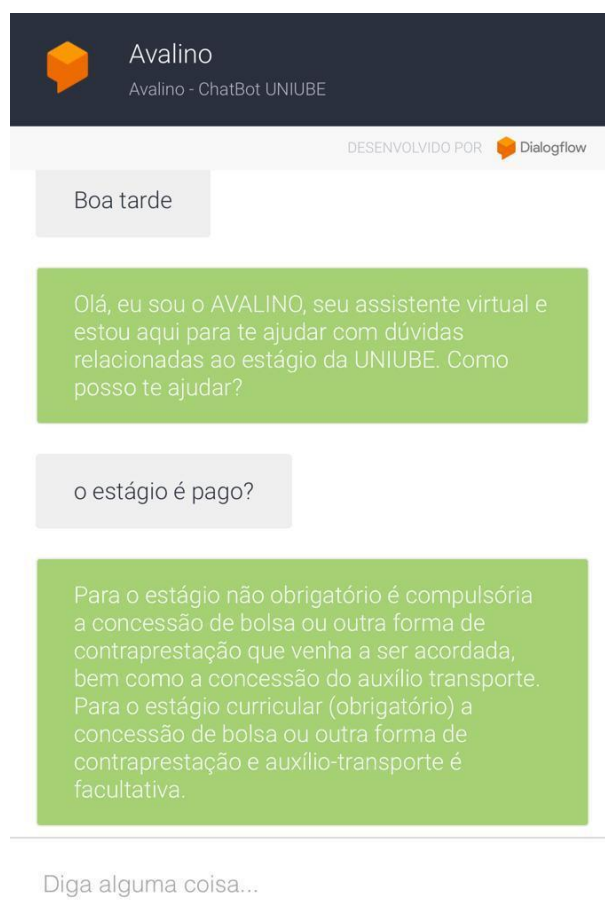 Avalino
Avalino - ChatBot UNIUBE
DESENVOLVIDO POR Dialogflow
Boa tarde
Olá, eu sou o AVALINO, seu assistente virtual e
estou aqui para te ajudar com dúvidas
relacionadas ao estágio da UNIUBE. Como
posso te ajudar?
o estágio é pago?
Para o estágio não obrigatório é compulsória
a concessão de bolsa ou outra forma de
contraprestação que venha a ser acordada,
bem como a concessão do auxílio transporte.
Para o estágio curricular (obrigatório) a
concessão de bolsa ou outra forma de
contraprestação e auxílio-transporte é
facultativa.
Diga alguma coisa...